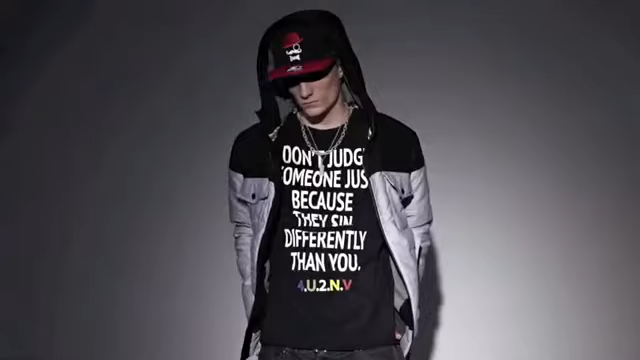 DON'T JUDG
OMEONE JUS
BECAUSE
THEY SIN
DIFFERENTLY
THAN YOU.
4.U.2.N.V